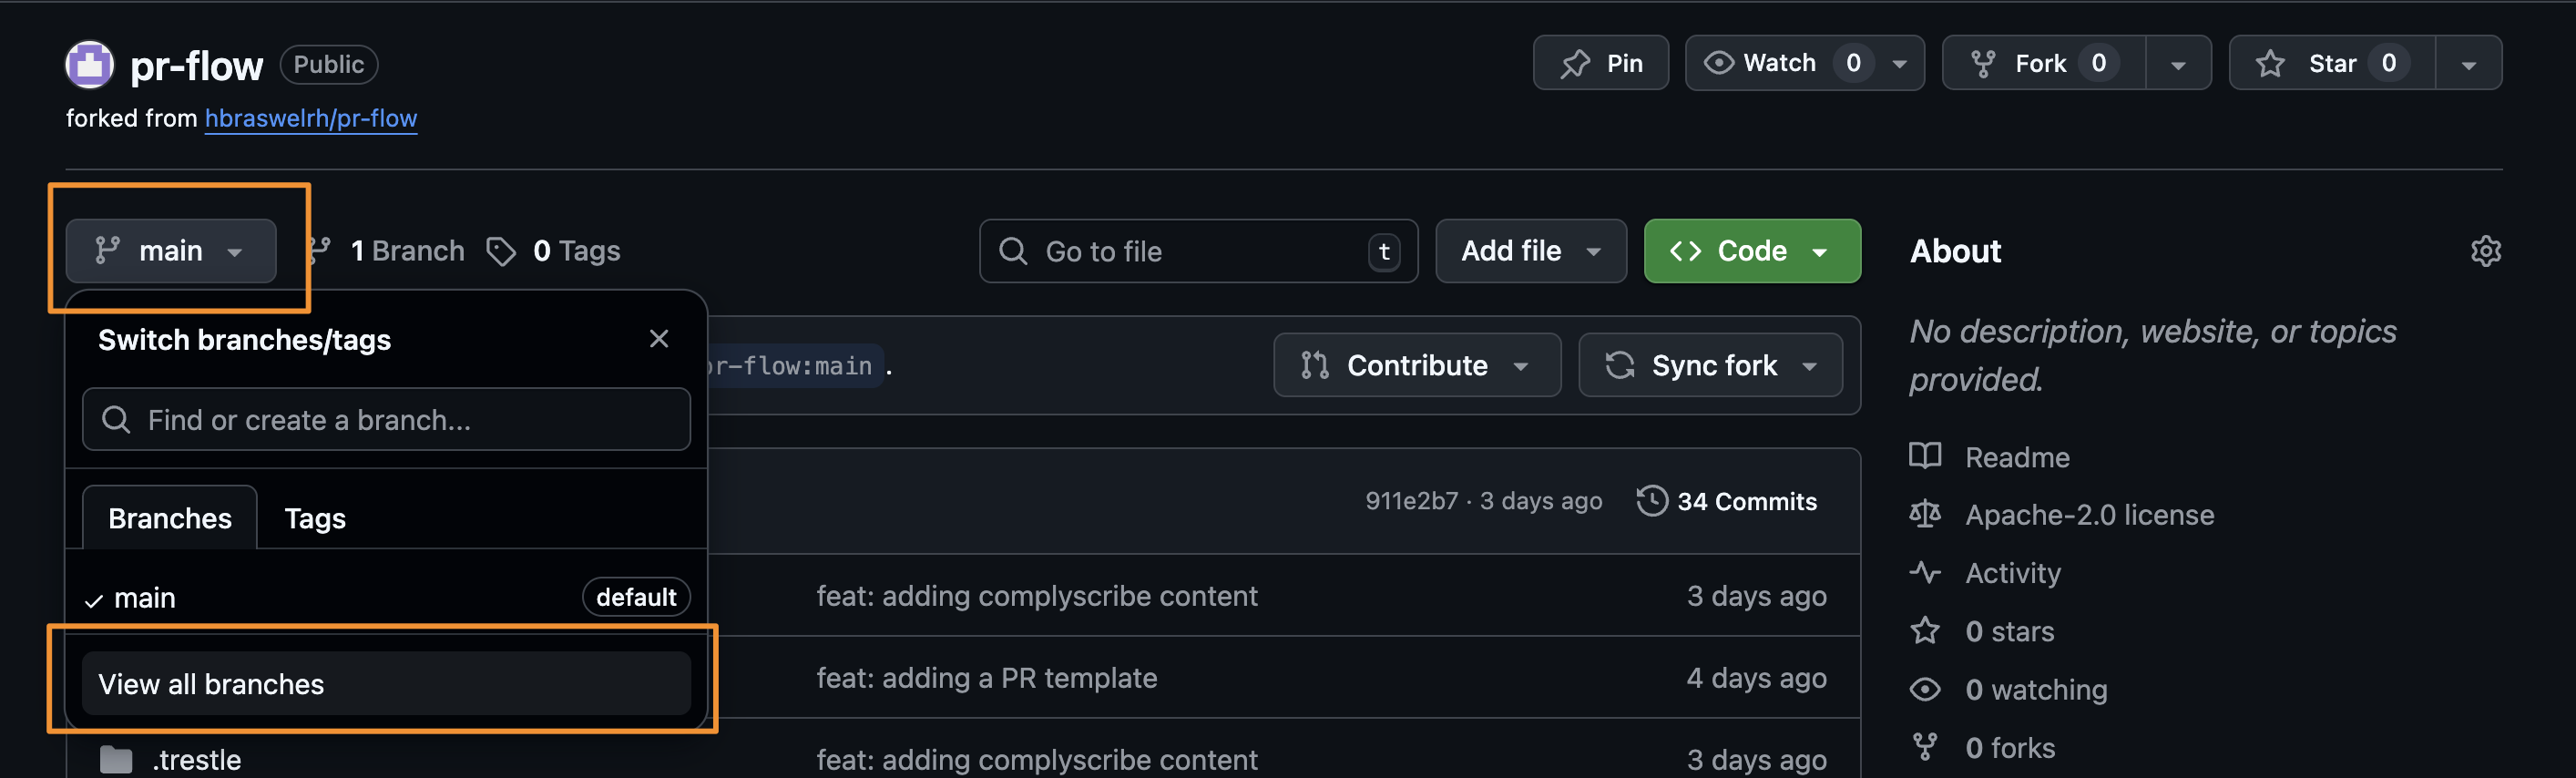 pr-flow Public Pin Watch 0 Fork 0 Star 0
forked from hbraswelrh/pr-flow
main 1 Branch 0 Tags Go to file t Add file Code About
Switch branches/tags
No description, website, or topics
provided.
pr-flow:main . Contribute Sync fork
Find or create a branch...
Readme
911e2b7 · 3 days ago 34 Commits
Branches Tags
Apache-2.0 license
Activity
main default feat: adding complyscribe content 3 days ago
0 stars
View all branches feat: adding a PR template 4 days ago
0 watching
0 forks
.trestle feat: adding complyscribe content 3 days ago